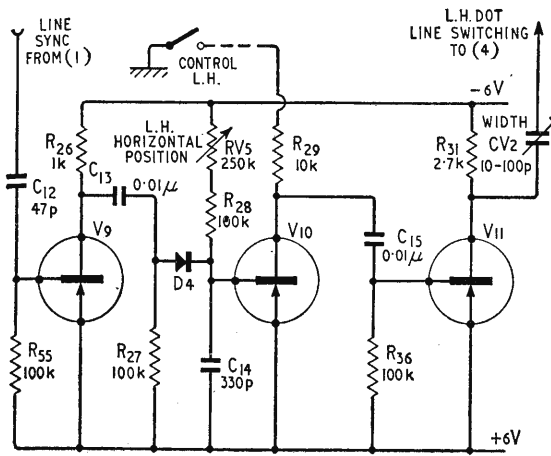 LINE
SYNC
FROM (1)
CONTROL
L.H.
L.H. DOT
LINE SWITCHING
TO (4)
-6V
R26
1k
C13
0.01µ
L.H.
HORIZONTAL
POSITION
RV5
250k
R29
10k
R31
2.7k
WIDTH
CV2
10-100p
C12
47p
R28
100k
V9
V10
V11
C15
0.01µ
D4
R55
100k
R27
100k
C14
330p
R36
100k
+6V